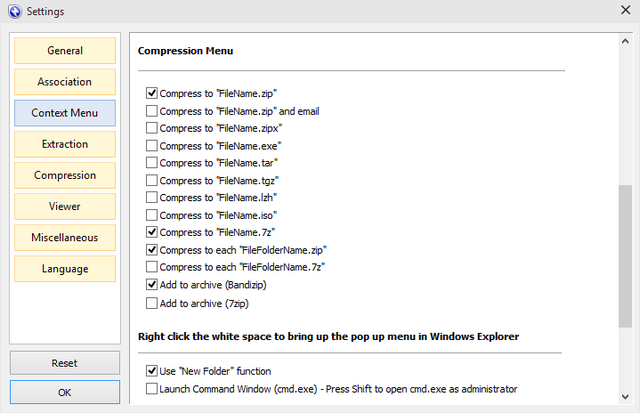 Settings
General
Association
Context Menu
Extraction
Compression
Viewer
Miscellaneous
Language
Reset
OK
Compression Menu
Compress to "FileName.zip"
Compress to "FileName.zip" and email
Compress to "FileName.zipx"
Compress to "FileName.exe"
Compress to "FileName.tar"
Compress to "FileName.tgz"
Compress to "FileName.lzh"
Compress to "FileName.iso"
Compress to "FileName.7z"
Compress to each "FileFolderName.zip"
Compress to each "FileFolderName.7z"
Add to archive (Bandizip)
Add to archive (7zip)
Right click the white space to bring up the pop up menu in Windows Explorer
Use "New Folder" function
Launch Command Window (cmd.exe) - Press Shift to open cmd.exe as administrator